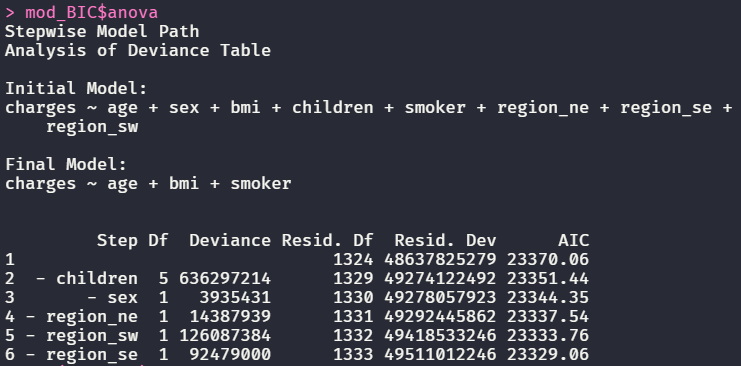 > mod_BIC$anova
Stepwise Model Path
Analysis of Deviance Table

Initial Model:
charges ~ age + sex + bmi + children + smoker + region_ne + region_se +
    region_sw

Final Model:
charges ~ age + bmi + smoker


         Step Df  Deviance Resid. Df  Resid. Dev      AIC
1                               1324 48637825279 23370.06
2  - children  5 636297214      1329 49274122492 23351.44
3       - sex  1   3935431      1330 49278057923 23344.35
4 - region_ne  1  14387939      1331 49292445862 23337.54
5 - region_sw  1 126087384      1332 49418533246 23333.76
6 - region_se  1  92479000      1333 49511012246 23329.06